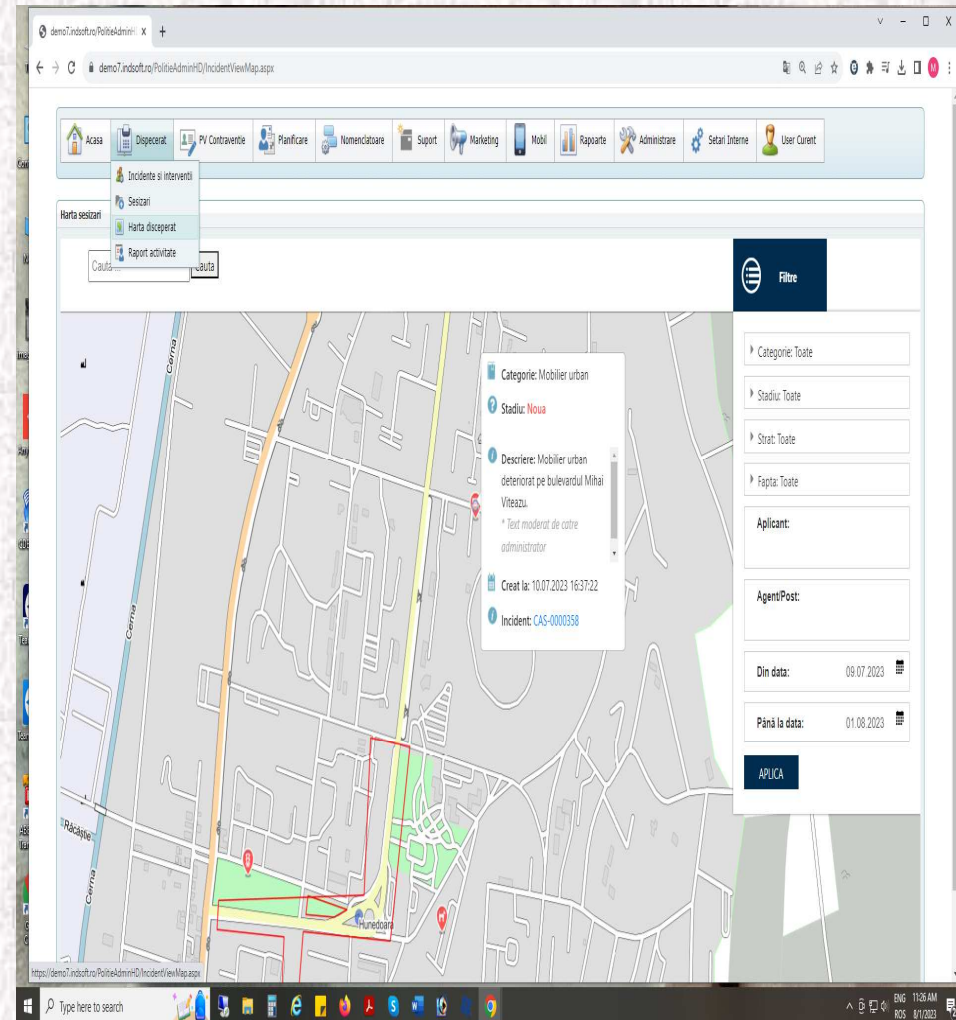 demo7.indsoft.ro/PolitieAdminH
demo7.indsoft.ro/PolitieAdminHD/IncidentViewMap.aspx
M
Acasa
Dispecerat
PV Contraventie
Planificare
Nomenclatoare
Suport
Marketing
Mobil
Rapoarte
Administrare
Setari Interne
User Curent
Incidente si interventii
Sesizari
Harta disceperat
Raport activitate
Harta sesizari
Cauta ...
Cauta
Filtre
Categorie: Toate
Stadiu: Toate
Strat: Toate
Fapta: Toate
Aplicant:
Agent/Post:
Din data: 09.07.2023
Până la data: 01.08.2023
APLICA
Categorie: Mobilier urban
Stadiu: Noua
Descriere: Mobilier urban
deteriorat pe bulevardul Mihai
Viteazu.
* Text moderat de catre
administrator
Creat la: 10.07.2023 16:37:22
Incident: CAS-0000358
Cerna
Cerna
Răcăștie
Cerna
Cerna
Hunedoara
https://demo7.indsoft.ro/PolitieAdminHD/IncidentViewMap.aspx
Type here to search
ENG 11:26 AM
ROS 8/1/2023